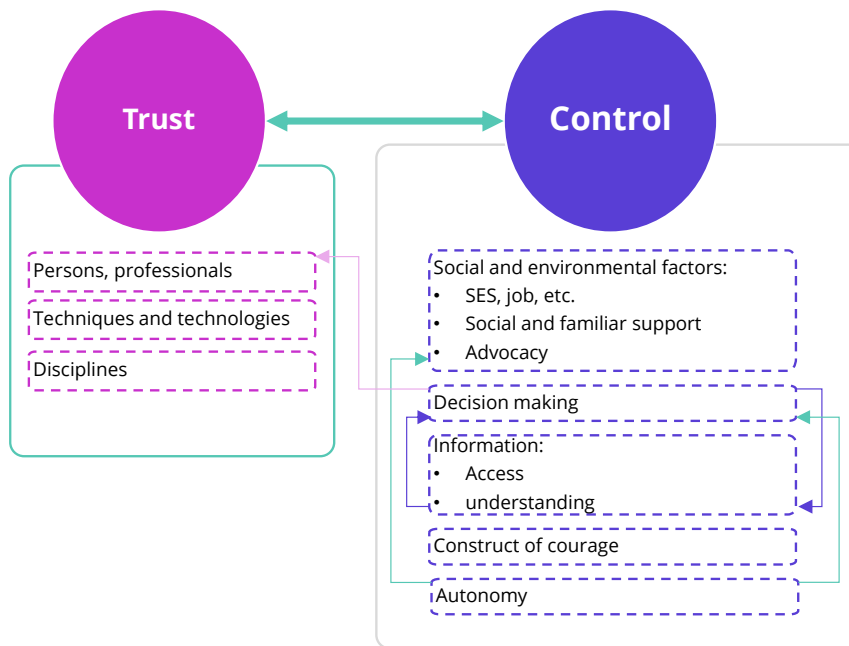 Trust
Control
Persons, professionals
Techniques and technologies
Disciplines
Social and environmental factors:
• SES, job, etc.
• Social and familiar support
• Advocacy
Decision making
Information:
• Access
• understanding
Construct of courage
Autonomy